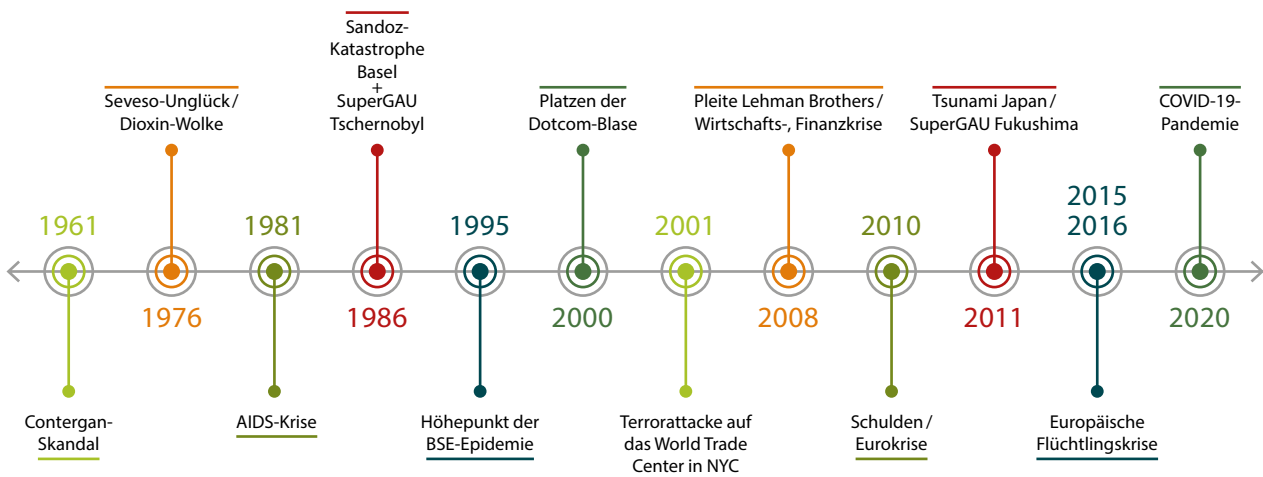 Sandoz-
Katastrophe
Basel
+
SuperGAU
Tschernobyl
Seveso-Unglück/
Dioxin-Wolke
Platzen der
Dotcom-Blase
Pleite Lehman Brothers/
Wirtschafts-, Finanzkrise
Tsunami Japan/
SuperGAU Fukushima
COVID-19-
Pandemie
1961
1981
1995
2001
2010
2015
2016
1976
1986
2000
2008
2011
2020
Contergan-
Skandal
AIDS-Krise
Höhepunkt der
BSE-Epidemie
Terrorattacke auf
das World Trade
Center in NYC
Schulden/
Eurokrise
Europäische
Flüchtlingskrise